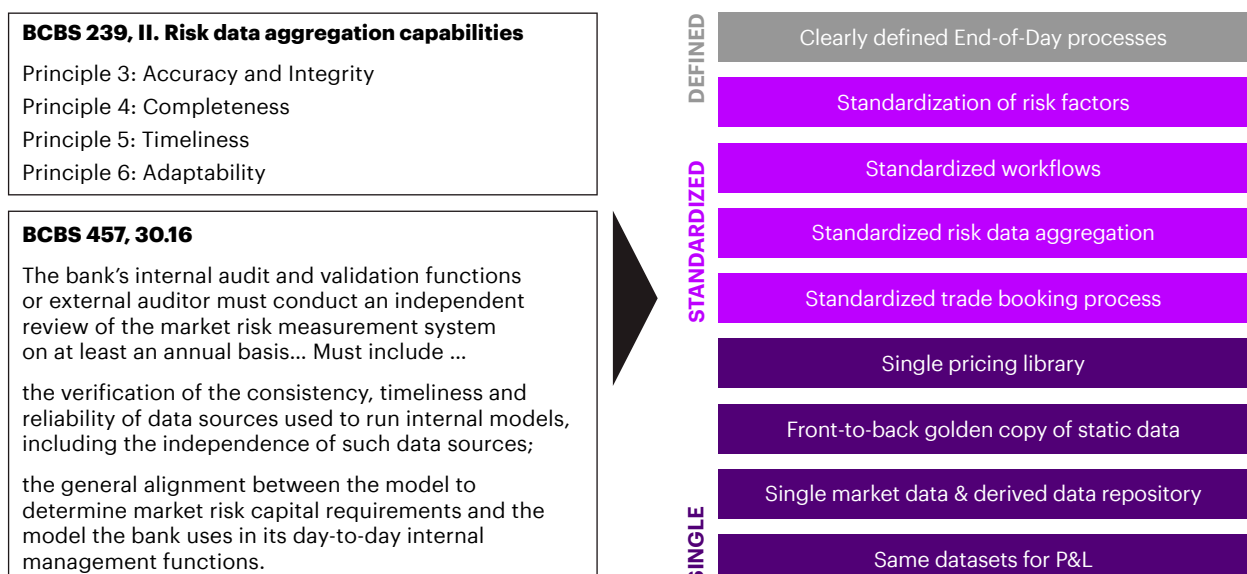 BCBS 239, II. Risk data aggregation capabilities
Principle 3: Accuracy and Integrity
Principle 4: Completeness
Principle 5: Timeliness
Principle 6: Adaptability
BCBS 457, 30.16
The bank's internal audit and validation functions
or external auditor must conduct an independent
review of the market risk measurement system
on at least an annual basis... Must include ...
the verification of the consistency, timeliness and
reliability of data sources used to run internal models,
including the independence of such data sources;
the general alignment between the model to
determine market risk capital requirements and the
model the bank uses in its day-to-day internal
management functions.
DEFINED
Clearly defined End-of-Day processes
STANDARDIZED
Standardization of risk factors
Standardized workflows
Standardized risk data aggregation
Standardized trade booking process
SINGLE
Single pricing library
Front-to-back golden copy of static data
Single market data & derived data repository
Same datasets for P&L